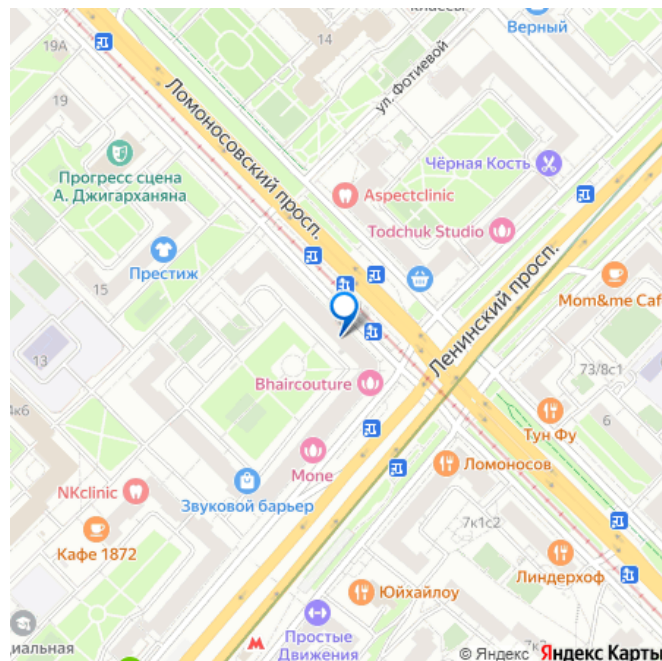 классы
Верный
19А
14
ул. Фотиевой
19
Ломоносовский просп.
Прогресс сцена
А. Джигарханяна
Чёрная Кость
Aspectclinic
Todchuk Studio
Престиж
Ленинский просп.
15
Mom&me Caf
13
73/8с1
Bhaircouture
4к6
6
Тун Фу
Mone
Ломоносов
NKclinic
Звуковой барьер
7к1с2
Кафе 1872
Линдерхоф
Юйхайлоу
диальная
Простые
Движения
© Яндекс Яндекс Карты